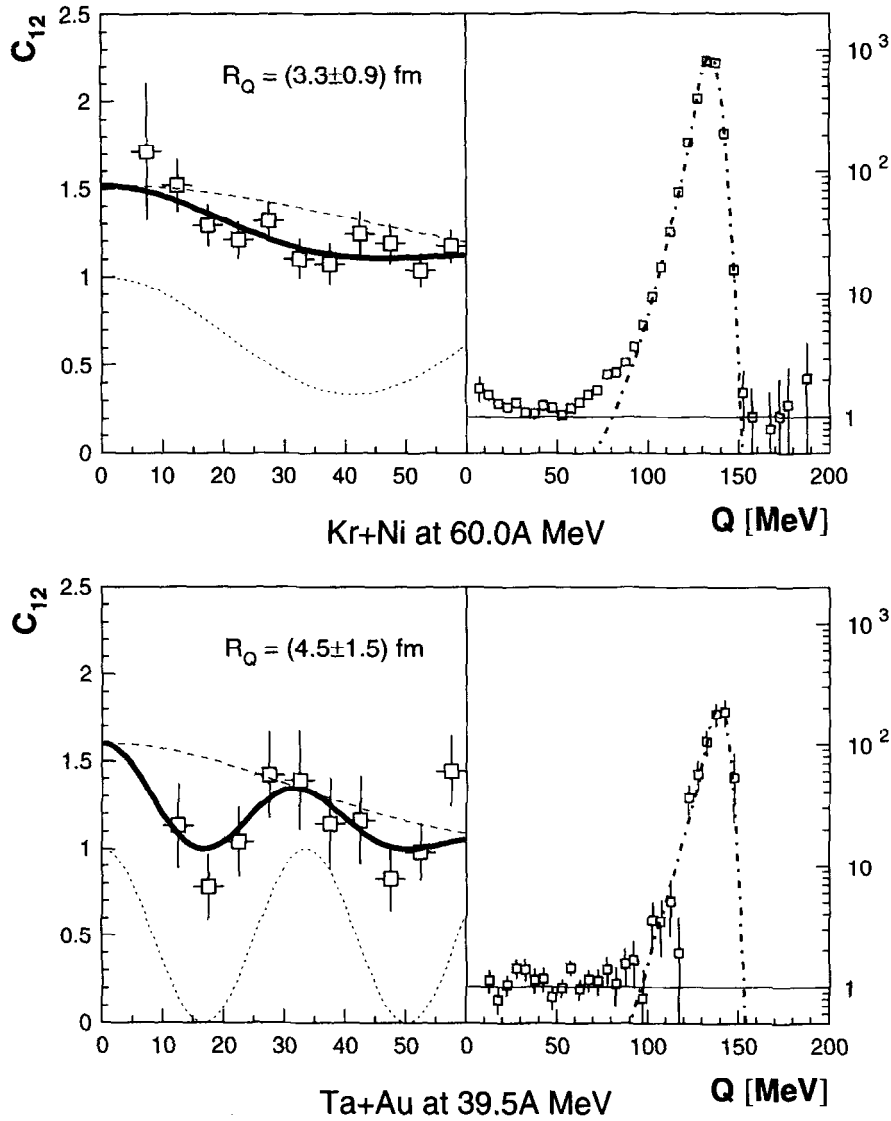 C12
2.5
2
1.5
1
0.5
0
R_Q = (3.3±0.9) fm
10^3
10^2
10
1
0 10 20 30 40 50 0 50 100 150 200
Kr+Ni at 60.0A MeV
Q [MeV]
C12
2.5
2
1.5
1
0.5
0
R_Q = (4.5±1.5) fm
10^3
10^2
10
1
0 10 20 30 40 50 0 50 100 150 200
Ta+Au at 39.5A MeV
Q [MeV]